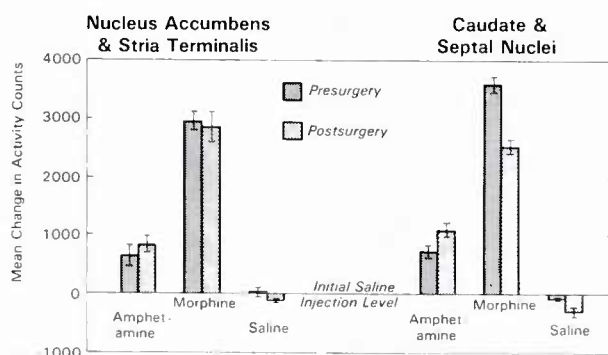 Nucleus Accumbens
& Stria Terminalis
Caudate &
Septal Nuclei
Mean Change in Activity Counts
4000
3000
2000
1000
0
1000
Presurgery
Postsurgery
Initial Saline
Injection Level
Amphet-
amine
Morphine
Saline
Amphet
amine
Morphine
Saline